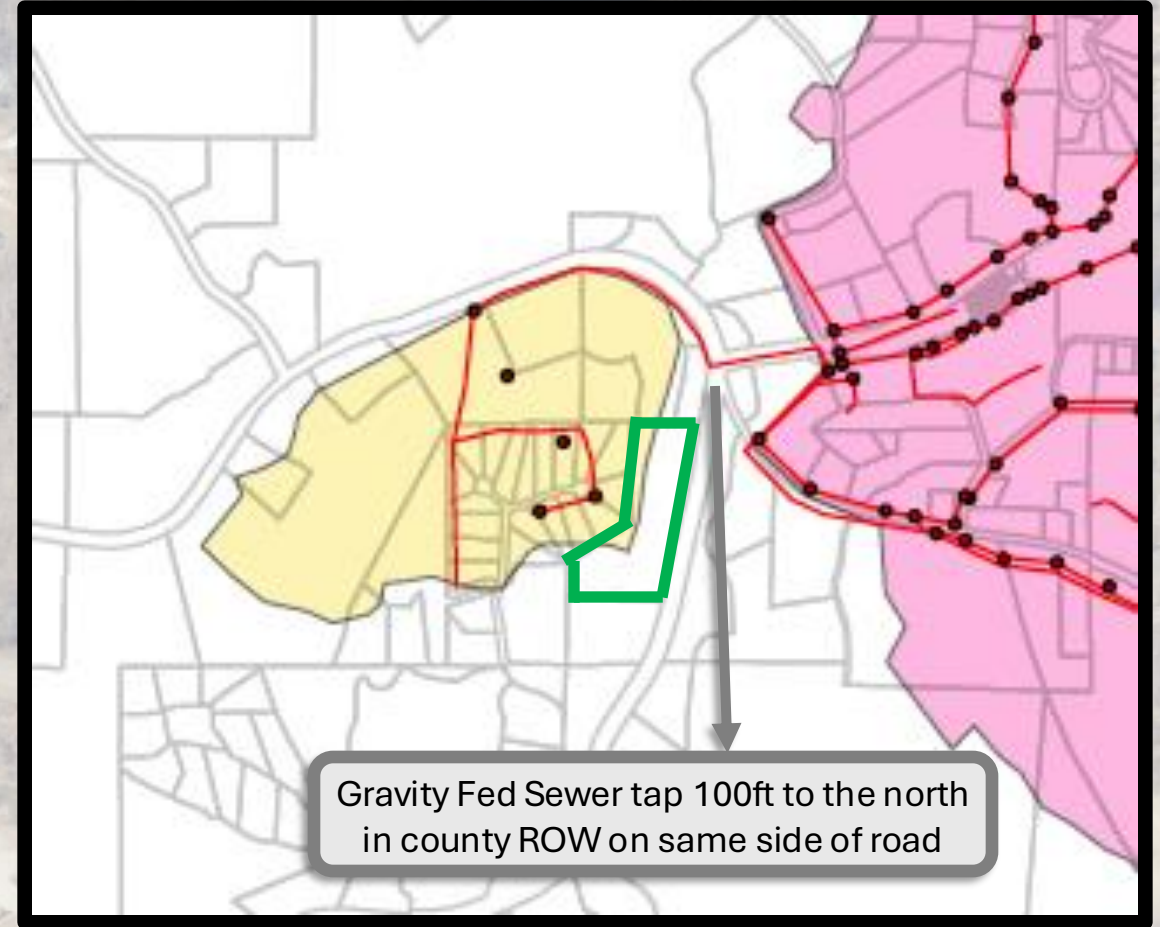 Gravity Fed Sewer tap 100ft to the north
in county ROW on same side of road